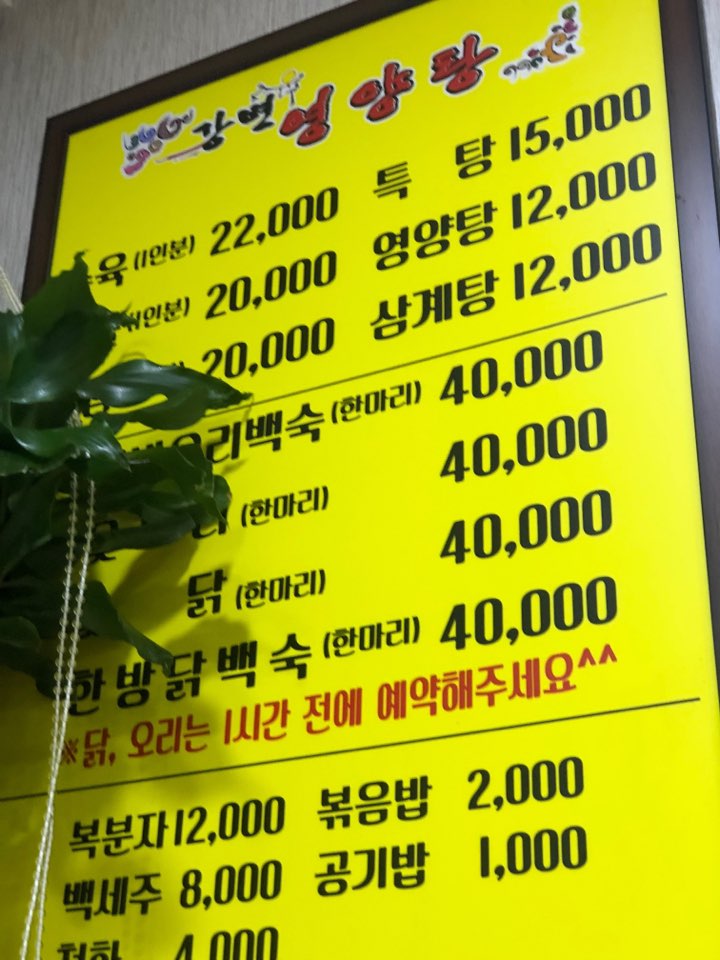 강변영양탕
육(1인분) 22,000 특 탕 15,000
(1인분) 20,000 영양탕 12,000
20,000 삼계탕 12,000
오리백숙(한마리) 40,000
(한마리) 40,000
닭(한마리) 40,000
한방닭백숙(한마리) 40,000
※닭, 오리는 1시간 전에 예약해주세요^^
복분자 12,000 볶음밥 2,000
백세주 8,000 공기밥 1,000
청하 4,000